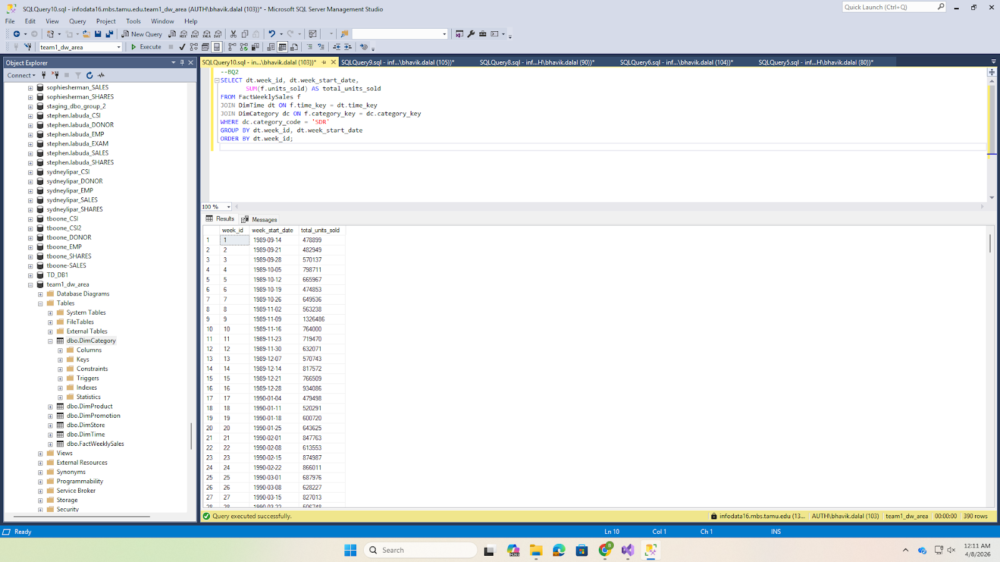 SQLQuery10.sql - infodata16.mbs.tamu.edu.team1_dw_area (AUTH\bhavik.dalal (103))* - Microsoft SQL Server Management Studio
Quick Launch (Ctrl+Q)
File Edit View Query Project Tools Window Help
New Query
team1_dw_area
Execute
Object Explorer
Connect
sophiesherman_SALES
sophiesherman_SHARES
staging_dbo_group_2
stephen.labuda_CSI
stephen.labuda_DONOR
stephen.labuda_EMP
stephen.labuda_EXAM
stephen.labuda_SALES
stephen.labuda_SHARES
sydneylipar_CSI
sydneylipar_DONOR
sydneylipar_EMP
sydneylipar_SALES
sydneylipar_SHARES
tboone_CSI
tboone_CSI2
tboone_DONOR
tboone_EMP
tboone_SHARES
tboone-SALES
TD_DB1
team1_dw_area
Database Diagrams
Tables
System Tables
FileTables
External Tables
dbo.DimCategory
Columns
Keys
Constraints
Triggers
Indexes
Statistics
dbo.DimProduct
dbo.DimPromotion
dbo.DimStore
dbo.DimTime
dbo.FactWeeklySales
Views
External Resources
Synonyms
Programmability
Service Broker
Storage
Security
SQLQuery10.sql - in...\bhavik.dalal (103))* SQLQuery9.sql - inf...\bhavik.dalal (105))* SQLQuery8.sql - inf...H\bhavik.dalal (90))* SQLQuery6.sql - inf...\bhavik.dalal (104))* SQLQuery5.sql - inf...H\bhavik.dalal (80))*
--BQ2
SELECT dt.week_id, dt.week_start_date,
SUM(f.units_sold) AS total_units_sold
FROM FactWeeklySales f
JOIN DimTime dt ON f.time_key = dt.time_key
JOIN DimCategory dc ON f.category_key = dc.category_key
WHERE dc.category_code = 'SDR'
GROUP BY dt.week_id, dt.week_start_date
ORDER BY dt.week_id;
100 %
Results Messages
week_id week_start_date total_units_sold
1 1 1989-09-14 478899
2 2 1989-09-21 482949
3 3 1989-09-28 570137
4 4 1989-10-05 798711
5 5 1989-10-12 665967
6 6 1989-10-19 474853
7 7 1989-10-26 649536
8 8 1989-11-02 563238
9 9 1989-11-09 1326486
10 10 1989-11-16 764000
11 11 1989-11-23 719470
12 12 1989-11-30 632071
13 13 1989-12-07 570743
14 14 1989-12-14 817572
15 15 1989-12-21 766509
16 16 1989-12-28 934086
17 17 1990-01-04 479498
18 18 1990-01-11 520291
19 19 1990-01-18 600720
20 20 1990-01-25 643625
21 21 1990-02-01 847763
22 22 1990-02-08 613553
23 23 1990-02-15 874987
24 24 1990-02-22 866011
25 25 1990-03-01 687976
26 26 1990-03-08 628227
27 27 1990-03-15 827013
28 28 1990-03-22
Query executed successfully. infodata16.mbs.tamu.edu (13... AUTH\bhavik.dalal (103) team1_dw_area 00:00:00 390 rows
Ready Ln 10 Col 1 Ch 1 INS
Search
12:11 AM
4/8/2026